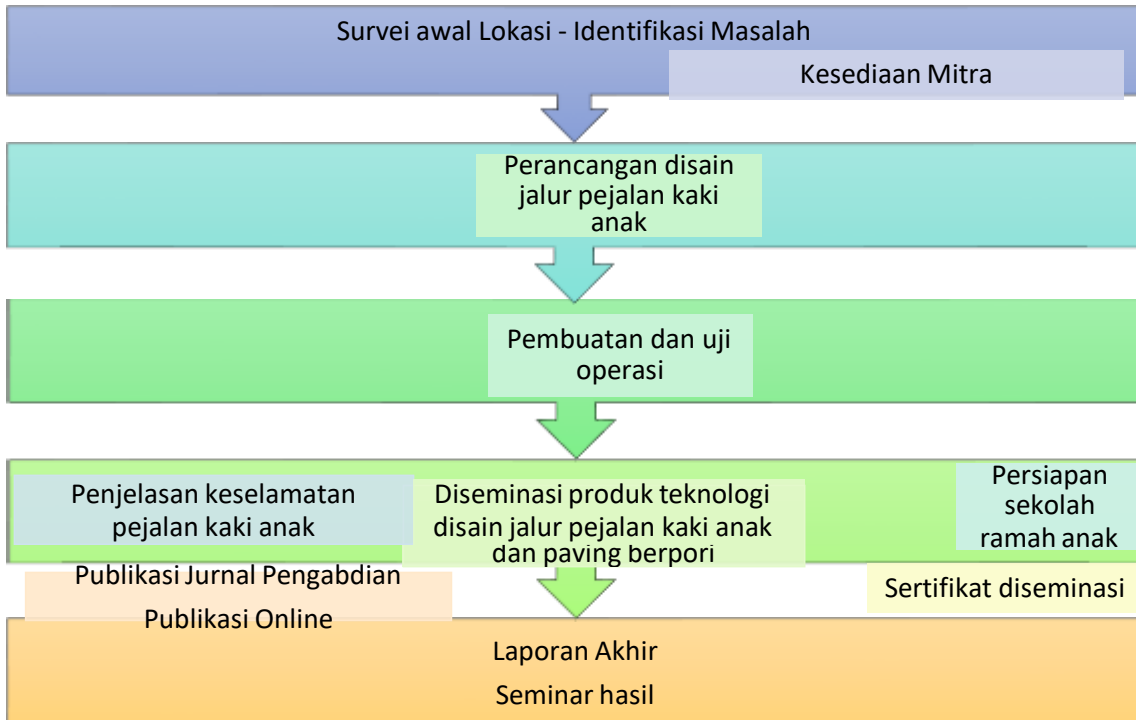 Survei awal Lokasi - Identifikasi Masalah
Kesediaan Mitra
Perancangan disain
jalur pejalan kaki
anak
Pembuatan dan uji
operasi
Penjelasan keselamatan
pejalan kaki anak
Diseminasi produk teknologi
disain jalur pejalan kaki anak
dan paving berpori
Persiapan
sekolah
ramah anak
Publikasi Jurnal Pengabdian
Publikasi Online
Sertifikat diseminasi
Laporan Akhir
Seminar hasil